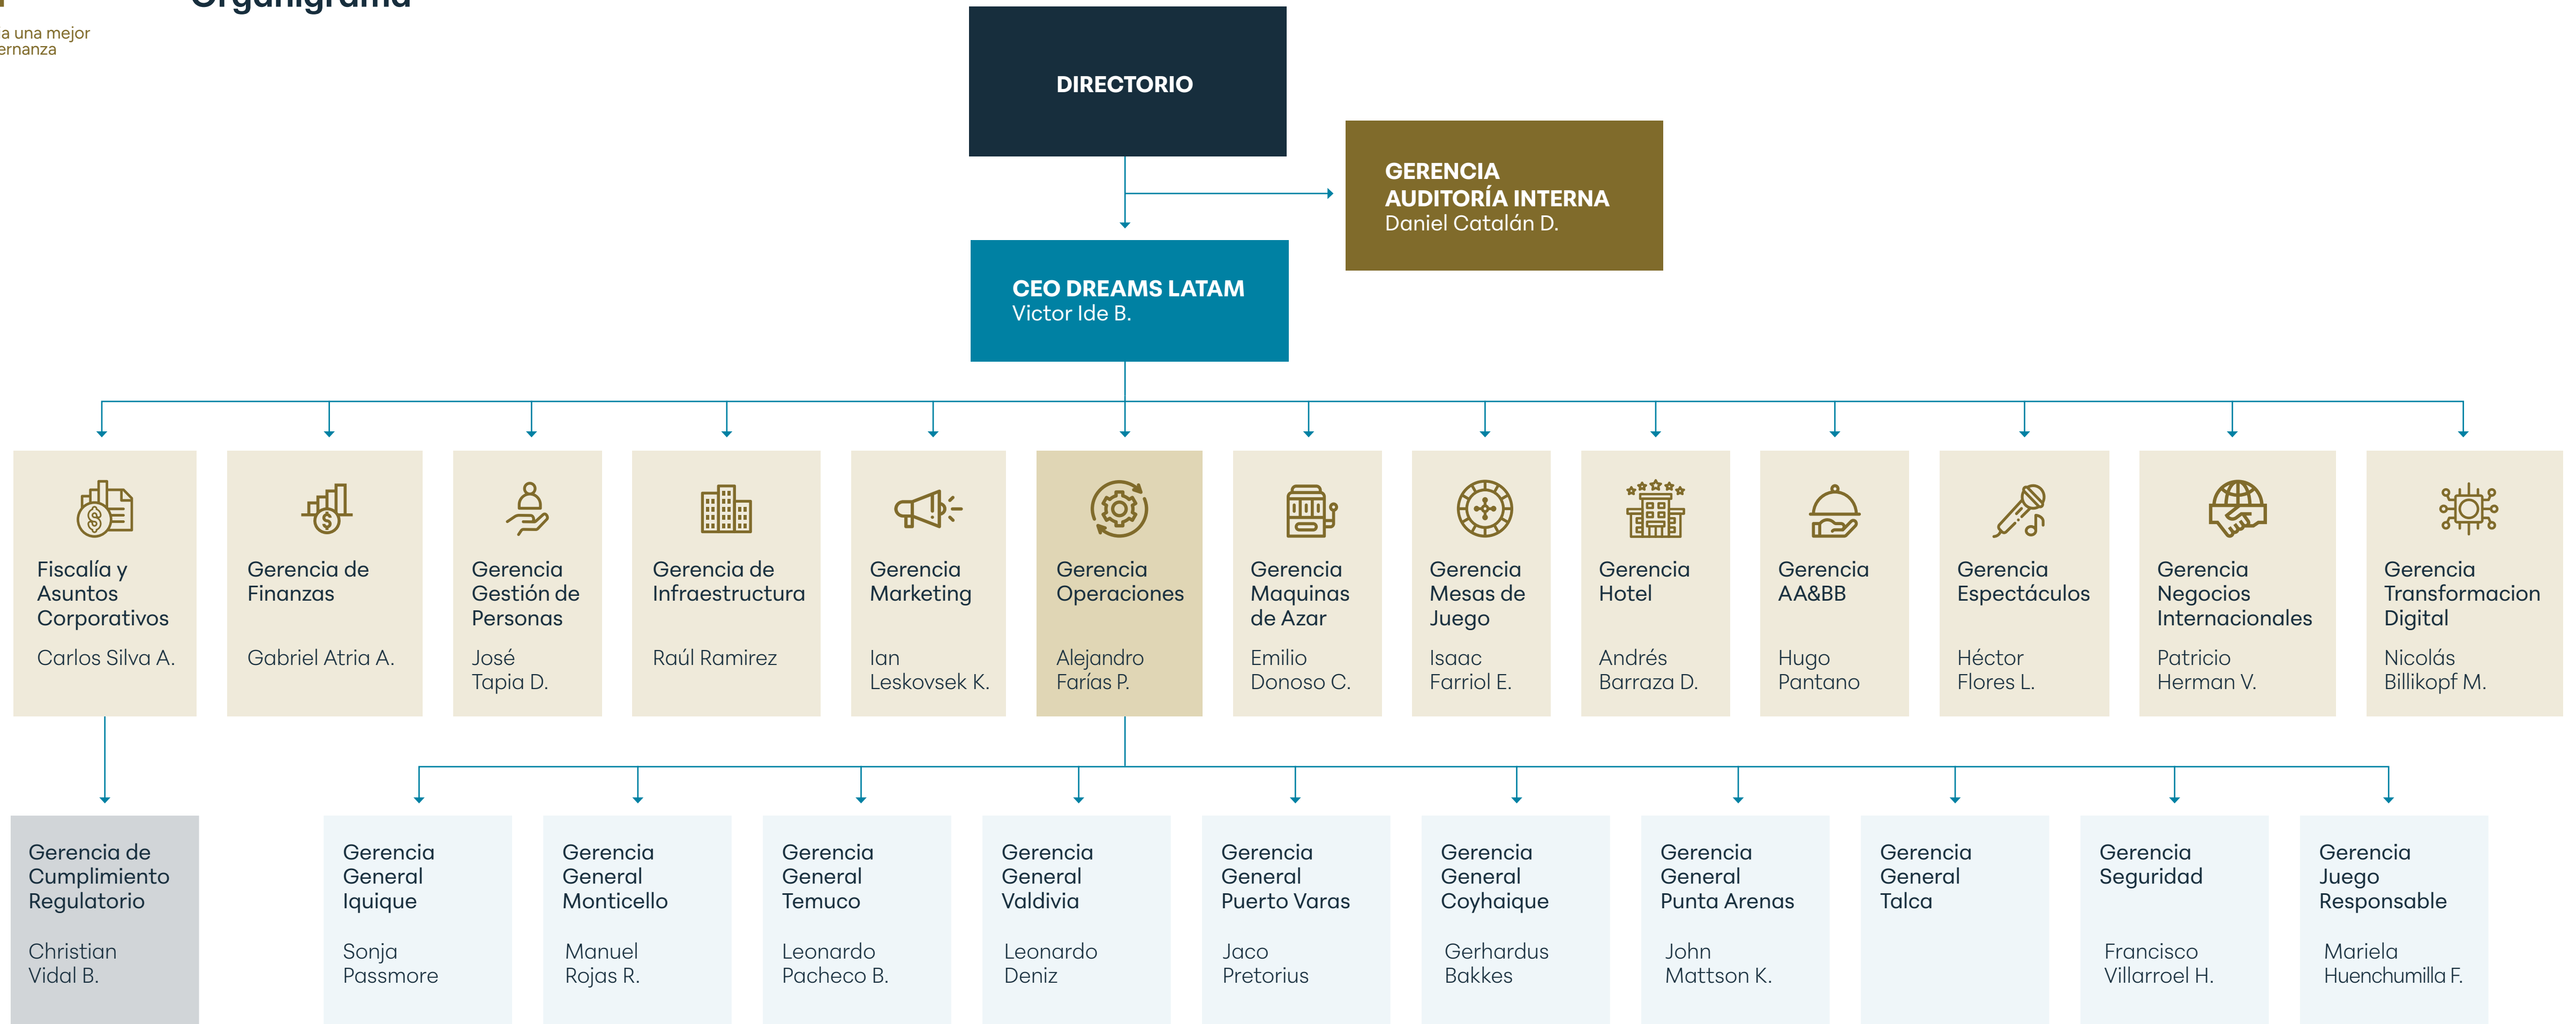 Organigrama
a una mejor
ernanza
DIRECTORIO
GERENCIA
AUDITORÍA INTERNA
Daniel Catalán D.
CEO DREAMS LATAM
Victor Ide B.
Fiscalía y
Asuntos
Corporativos
Carlos Silva A.
Gerencia de
Finanzas
Gabriel Atria A.
Gerencia
Gestión de
Personas
José
Tapia D.
Gerencia de
Infraestructura
Raúl Ramirez
Gerencia
Marketing
Ian
Leskovsek K.
Gerencia
Operaciones
Alejandro
Farías P.
Gerencia
Maquinas
de Azar
Emilio
Donoso C.
Gerencia
Mesas de
Juego
Isaac
Farriol E.
Gerencia
Hotel
Andrés
Barraza D.
Gerencia
AA&BB
Hugo
Pantano
Gerencia
Espectáculos
Héctor
Flores L.
Gerencia
Negocios
Internacionales
Patricio
Herman V.
Gerencia
Transformacion
Digital
Nicolás
Billikopf M.
Gerencia de
Cumplimiento
Regulatorio
Christian
Vidal B.
Gerencia
General
Iquique
Sonja
Passmore
Gerencia
General
Monticello
Manuel
Rojas R.
Gerencia
General
Temuco
Leonardo
Pacheco B.
Gerencia
General
Valdivia
Leonardo
Deniz
Gerencia
General
Puerto Varas
Jaco
Pretorius
Gerencia
General
Coyhaique
Gerhardus
Bakkes
Gerencia
General
Punta Arenas
John
Mattson K.
Gerencia
General
Talca
Gerencia
Seguridad
Francisco
Villarroel H.
Gerencia
Juego
Responsable
Mariela
Huenchumilla F.